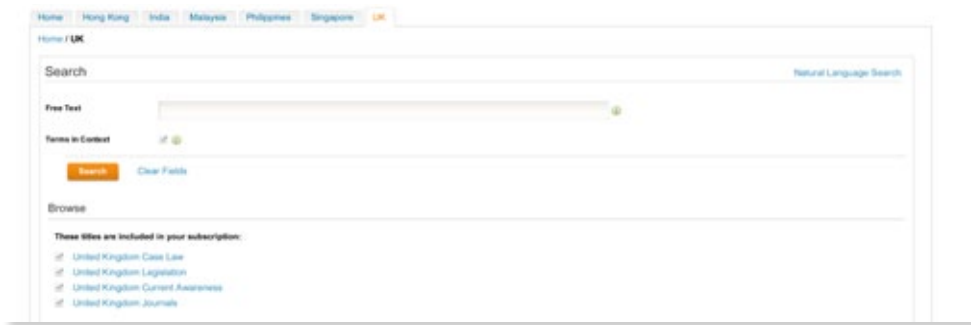 Home Hong Kong India Malaysia Philippines Singapore UK
Home / UK
Search Natural Language Search
Free Text
Terms in Context
Search Clear Fields
Browse
These titles are included in your subscription:
United Kingdom Case Law
United Kingdom Legislation
United Kingdom Current Awareness
United Kingdom Journals